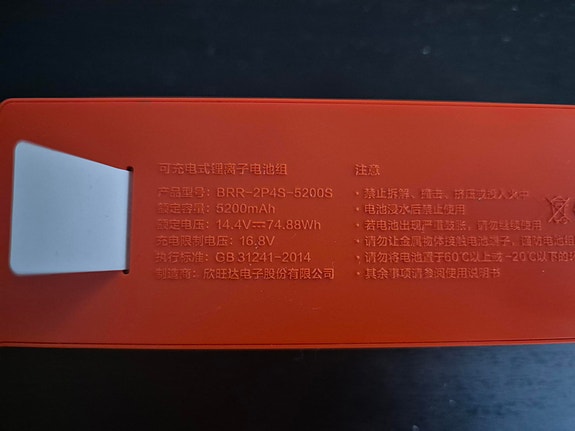 可充电式锂离子电池组
产品型号：BRR-2P4S-5200S
额定容量：5200mAh
额定电压：14.4V⎓74.88Wh
充电限制电压：16.8V
执行标准：GB 31241-2014
制造商：欣旺达电子股份有限公司
注意
·禁止拆解、撞击、挤压或投入火中
·电池浸水后禁止使用
·若电池出现严重鼓胀，请勿继续使用
·请勿让金属物体接触电池端子，
·请勿将电池置于60℃以上或-20℃以下的
·其余事项请参阅使用说明书